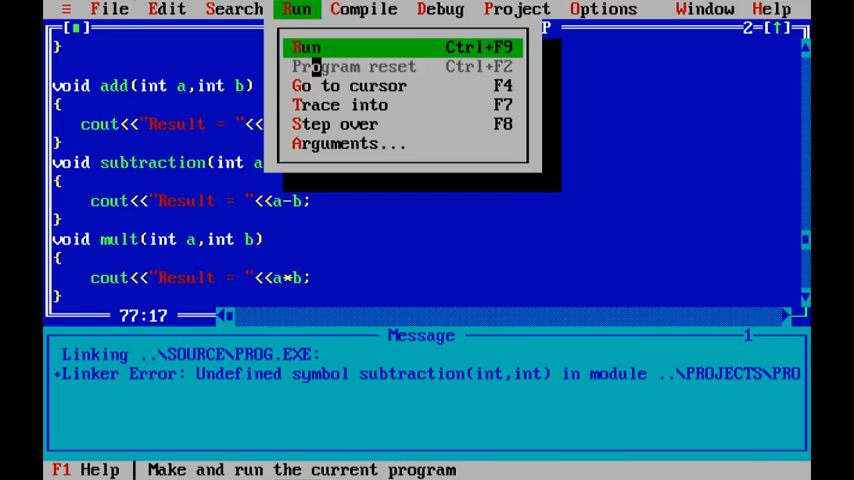 ≡ File Edit Search Run Compile Debug Project Options Window Help
[■] P 2=[↑]
}
Run Ctrl+F9
Program reset Ctrl+F2
Go to cursor F4
Trace into F7
Step over F8
Arguments...
void add(int a,int b)
{
cout<<"Result = "<<
}
void subtraction(int a
{
cout<<"Result = "<<a-b;
}
void mult(int a,int b)
{
cout<<"Result = "<<a*b;
}
77:17
Message 1
Linking ..\SOURCE\PROG.EXE:
•Linker Error: Undefined symbol subtraction(int,int) in module ..\PROJECTS\PRO
F1 Help | Make and run the current program